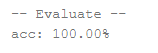 -- Evaluate --
acc: 100.00%